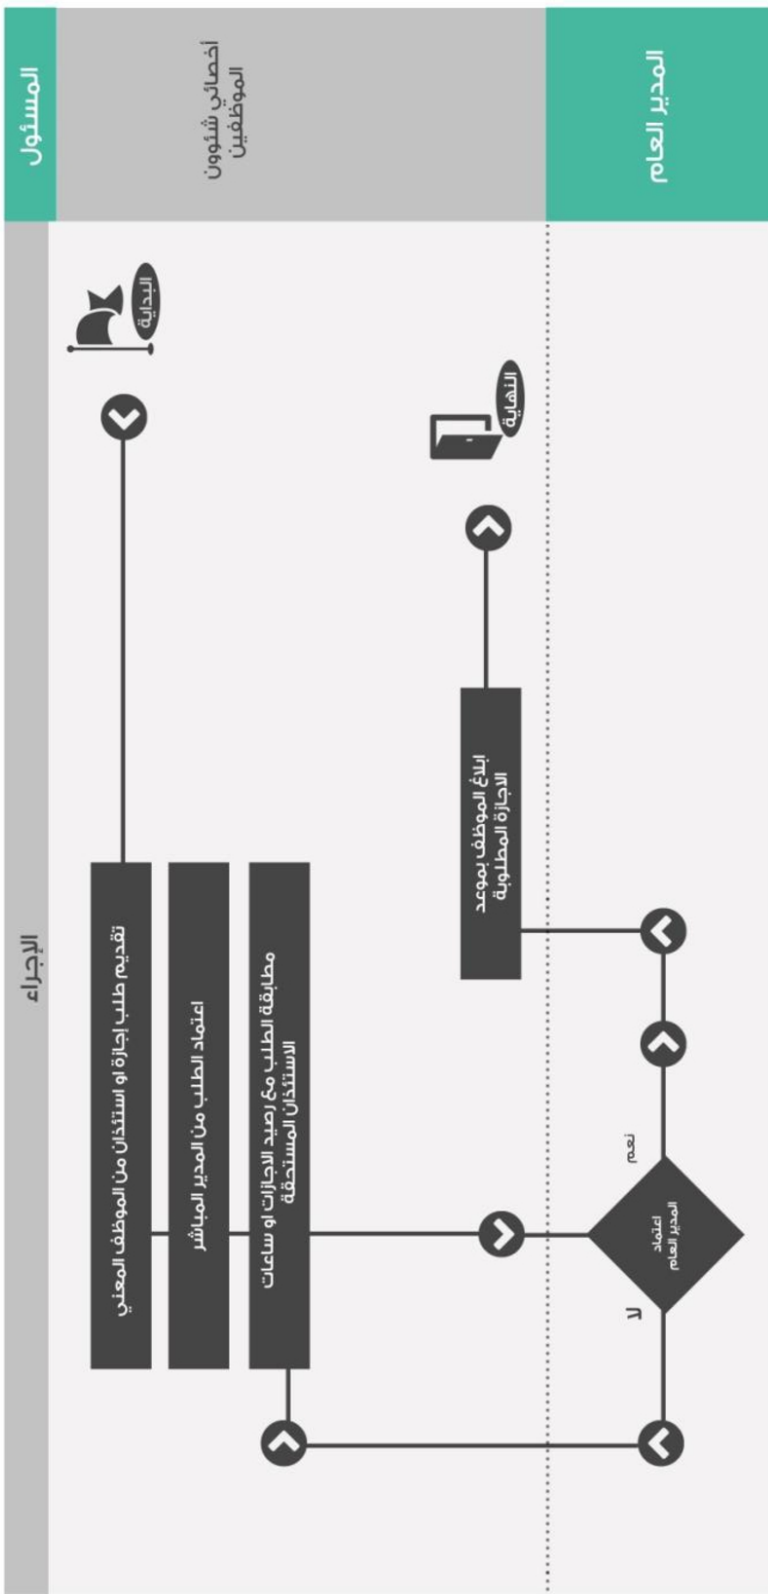 المسئول
الإجراء
أخصائي شئوون
الموظفين
البداية
تقديم طلب إجازة او استئذان من الموظف المعني
اعتماد الطلب من المدير المباشر
مطابقة الطلب مع رصيد الاجازات او ساعات
الاستئذان المستحقة
النهاية
ابلاغ الموظف بموعد
الاجازة المطلوبة
المدير العام
نعم
اعتماد
المدير العام
لا